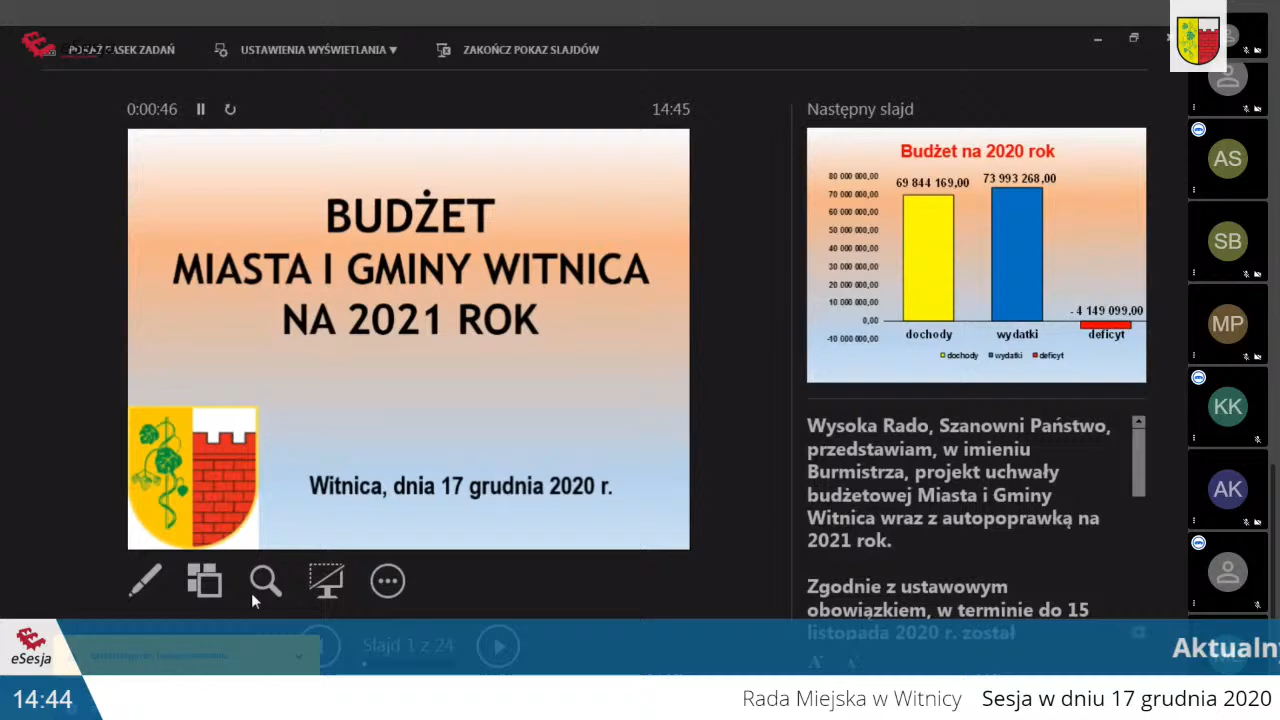 eSesja
POKAŻ PASEK ZADAŃ
USTAWIENIA WYŚWIETLANIA
ZAKOŃCZ POKAZ SLAJDÓW
0:00:46
14:45
Następny slajd
BUDŻET
MIASTA I GMINY WITNICA
NA 2021 ROK
Witnica, dnia 17 grudnia 2020 r.
Budżet na 2020 rok
80 000 000,00
70 000 000,00
60 000 000,00
50 000 000,00
40 000 000,00
30 000 000,00
20 000 000,00
10 000 000,00
0,00
-10 000 000,00
69 844 169,00
73 993 268,00
- 4 149 099,00
dochody
wydatki
deficyt
dochody wydatki deficyt
Wysoka Rado, Szanowni Państwo,
przedstawiam, w imieniu
Burmistrza, projekt uchwały
budżetowej Miasta i Gminy
Witnica wraz z autopoprawką na
2021 rok.
Zgodnie z ustawowym
obowiązkiem, w terminie do 15
listopada 2020 r. został
AS
SB
MP
KK
AK
Slajd 1 z 24
A A
eSesja
Aktualn
14:44
Rada Miejska w Witnicy Sesja w dniu 17 grudnia 2020